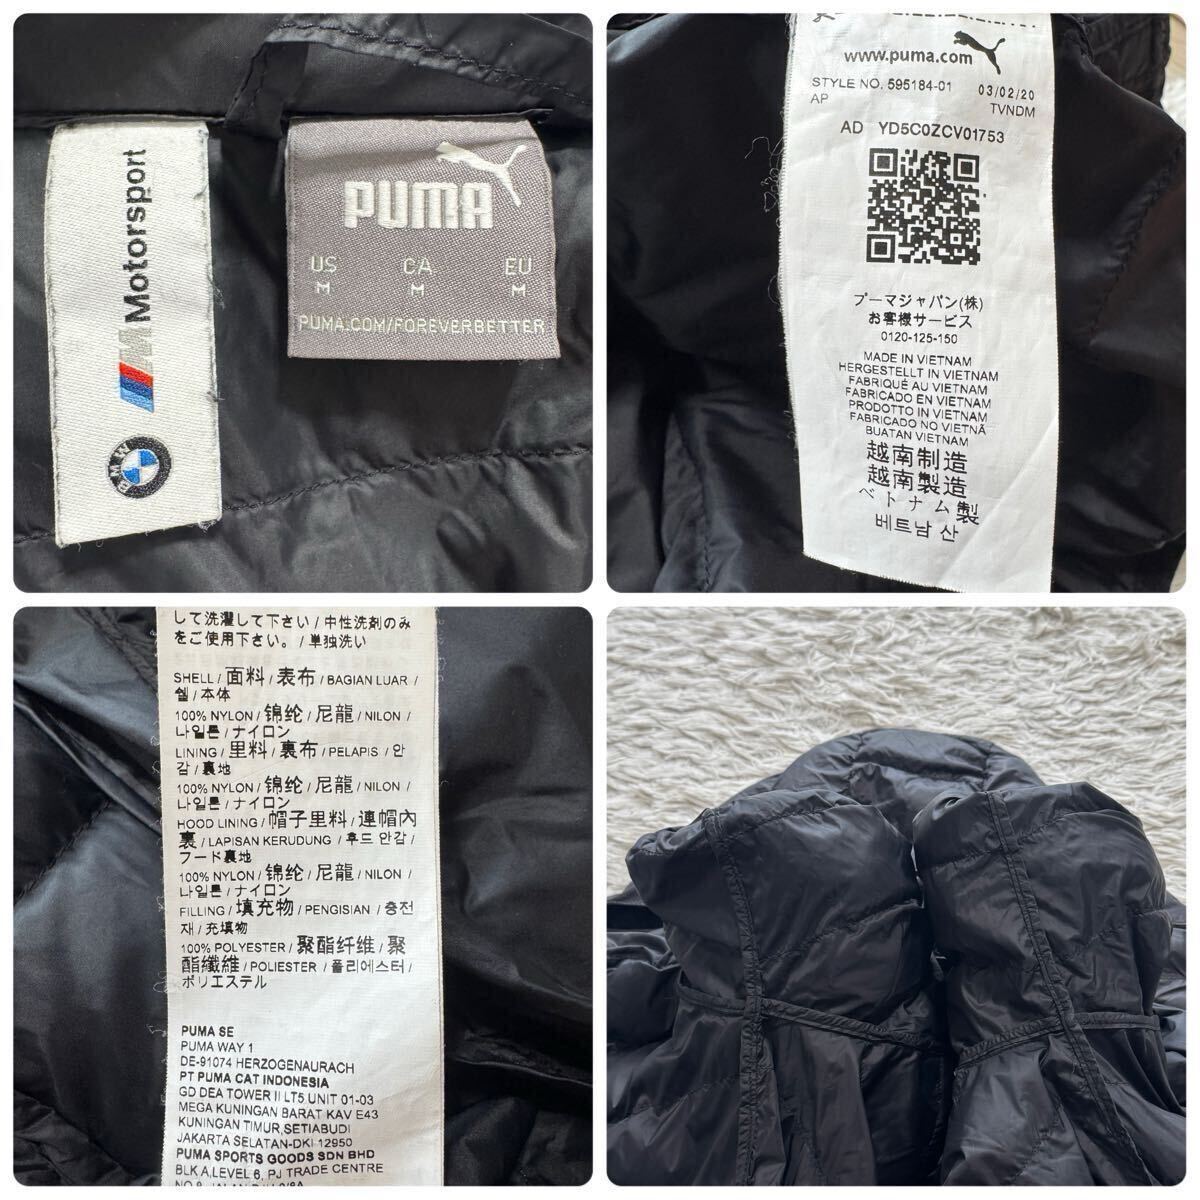 M Motorsport
BMW
PUMA
US CA EU
M M M
PUMA.COM/FOREVERBETTER
www.puma.com
STYLE NO. 595184-01 03/02/20
AP TVNDM
AD YD5C0ZCV01753
プーマジャパン(株)
お客様サービス
0120-125-150
MADE IN VIETNAM
HERGESTELLT IN VIETNAM
FABRIQUÉ AU VIETNAM
FABRICADO EN VIETNAM
PRODOTTO IN VIETNAM
FABRICADO NO VIETNÃ
BUATAN VIETNAM
越南制造
越南製造
ベトナム製
베트남 산
して洗濯して下さい / 中性洗剤のみ
をご使用下さい。 / 単独洗い
SHELL / 面料 / 表布 / BAGIAN LUAR /
쉘 / 本体
100% NYLON / 锦纶 / 尼龍 / NILON /
나일론 / ナイロン
LINING / 里料 / 裏布 / PELAPIS / 안
감 / 裏地
100% NYLON / 锦纶 / 尼龍 / NILON /
나일론 / ナイロン
HOOD LINING / 帽子里料 / 連帽內
裏 / LAPISAN KERUDUNG / 후드 안감 /
フード裏地
100% NYLON / 锦纶 / 尼龍 / NILON /
나일론 / ナイロン
FILLING / 填充物 / PENGISIAN / 충전
재 / 充填物
100% POLYESTER / 聚酯纤维 / 聚
酯纖維 / POLIESTER / 폴리에스터 /
ポリエステル
PUMA SE
PUMA WAY 1
DE-91074 HERZOGENAURACH
PT PUMA CAT INDONESIA
GD DEA TOWER II LT5 UNIT 01-03
MEGA KUNINGAN BARAT KAV E43
KUNINGAN TIMUR,SETIABUDI
JAKARTA SELATAN-DKI 12950
PUMA SPORTS GOODS SDN BHD
BLK A,LEVEL 6, PJ TRADE CENTRE